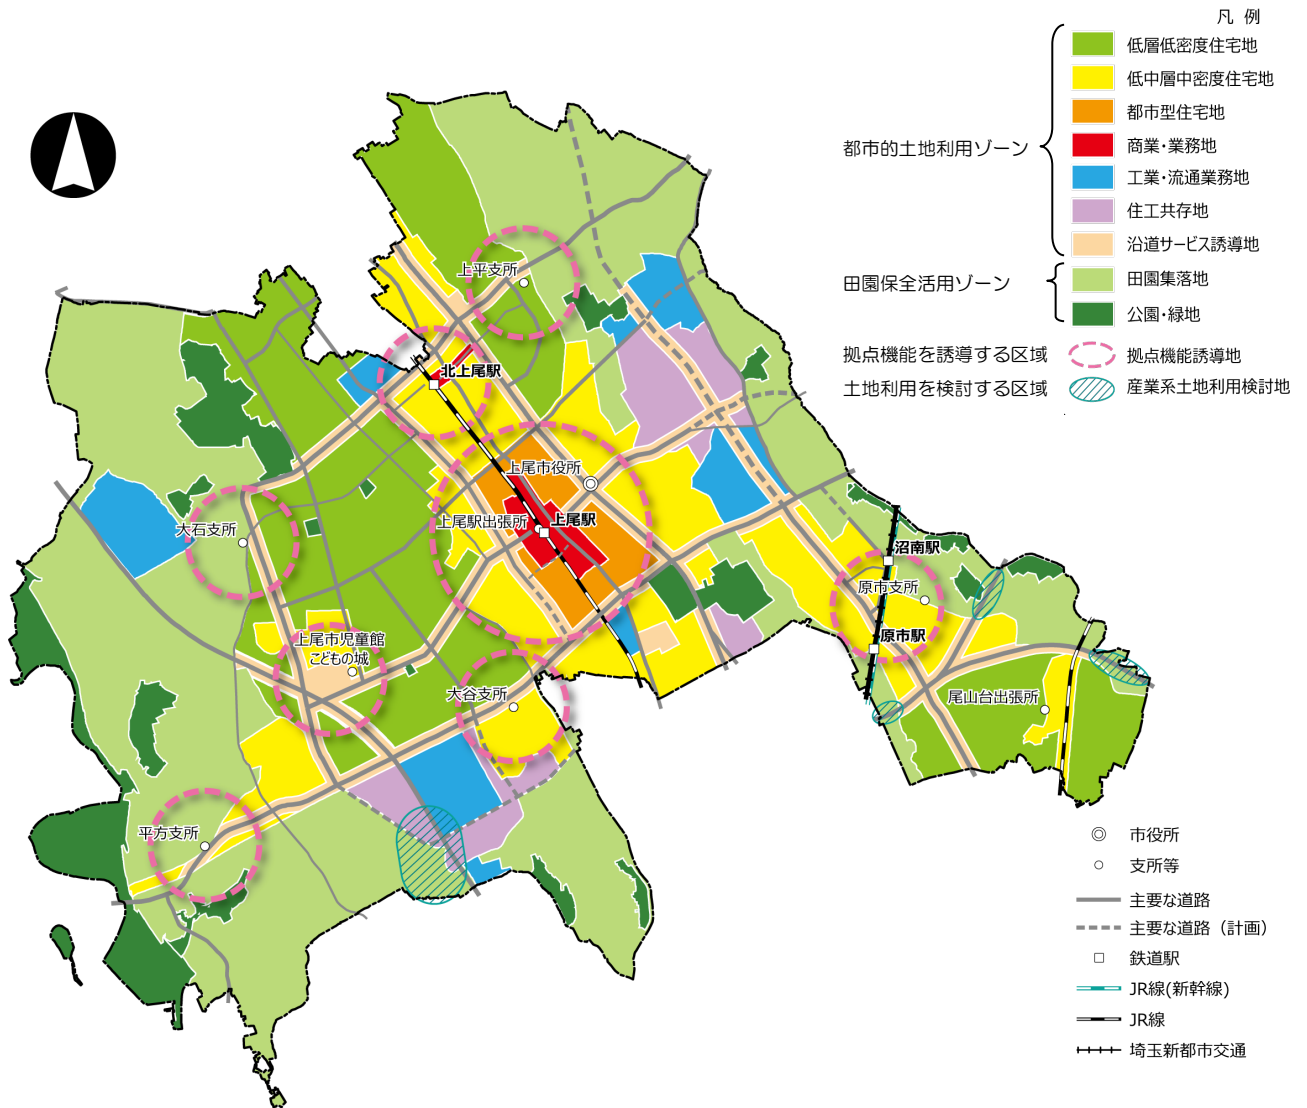 凡 例
都市的土地利用ゾーン
低層低密度住宅地
低中層中密度住宅地
都市型住宅地
商業・業務地
工業・流通業務地
住工共存地
沿道サービス誘導地
田園保全活用ゾーン
田園集落地
公園・緑地
拠点機能を誘導する区域
拠点機能誘導地
土地利用を検討する区域
産業系土地利用検討地
上平支所
北上尾駅
上尾市役所
上尾駅出張所
上尾駅
大石支所
沼南駅
原市支所
原市駅
上尾市児童館
こどもの城
大谷支所
尾山台出張所
平方支所
市役所
支所等
主要な道路
主要な道路（計画）
鉄道駅
JR線(新幹線)
JR線
埼玉新都市交通